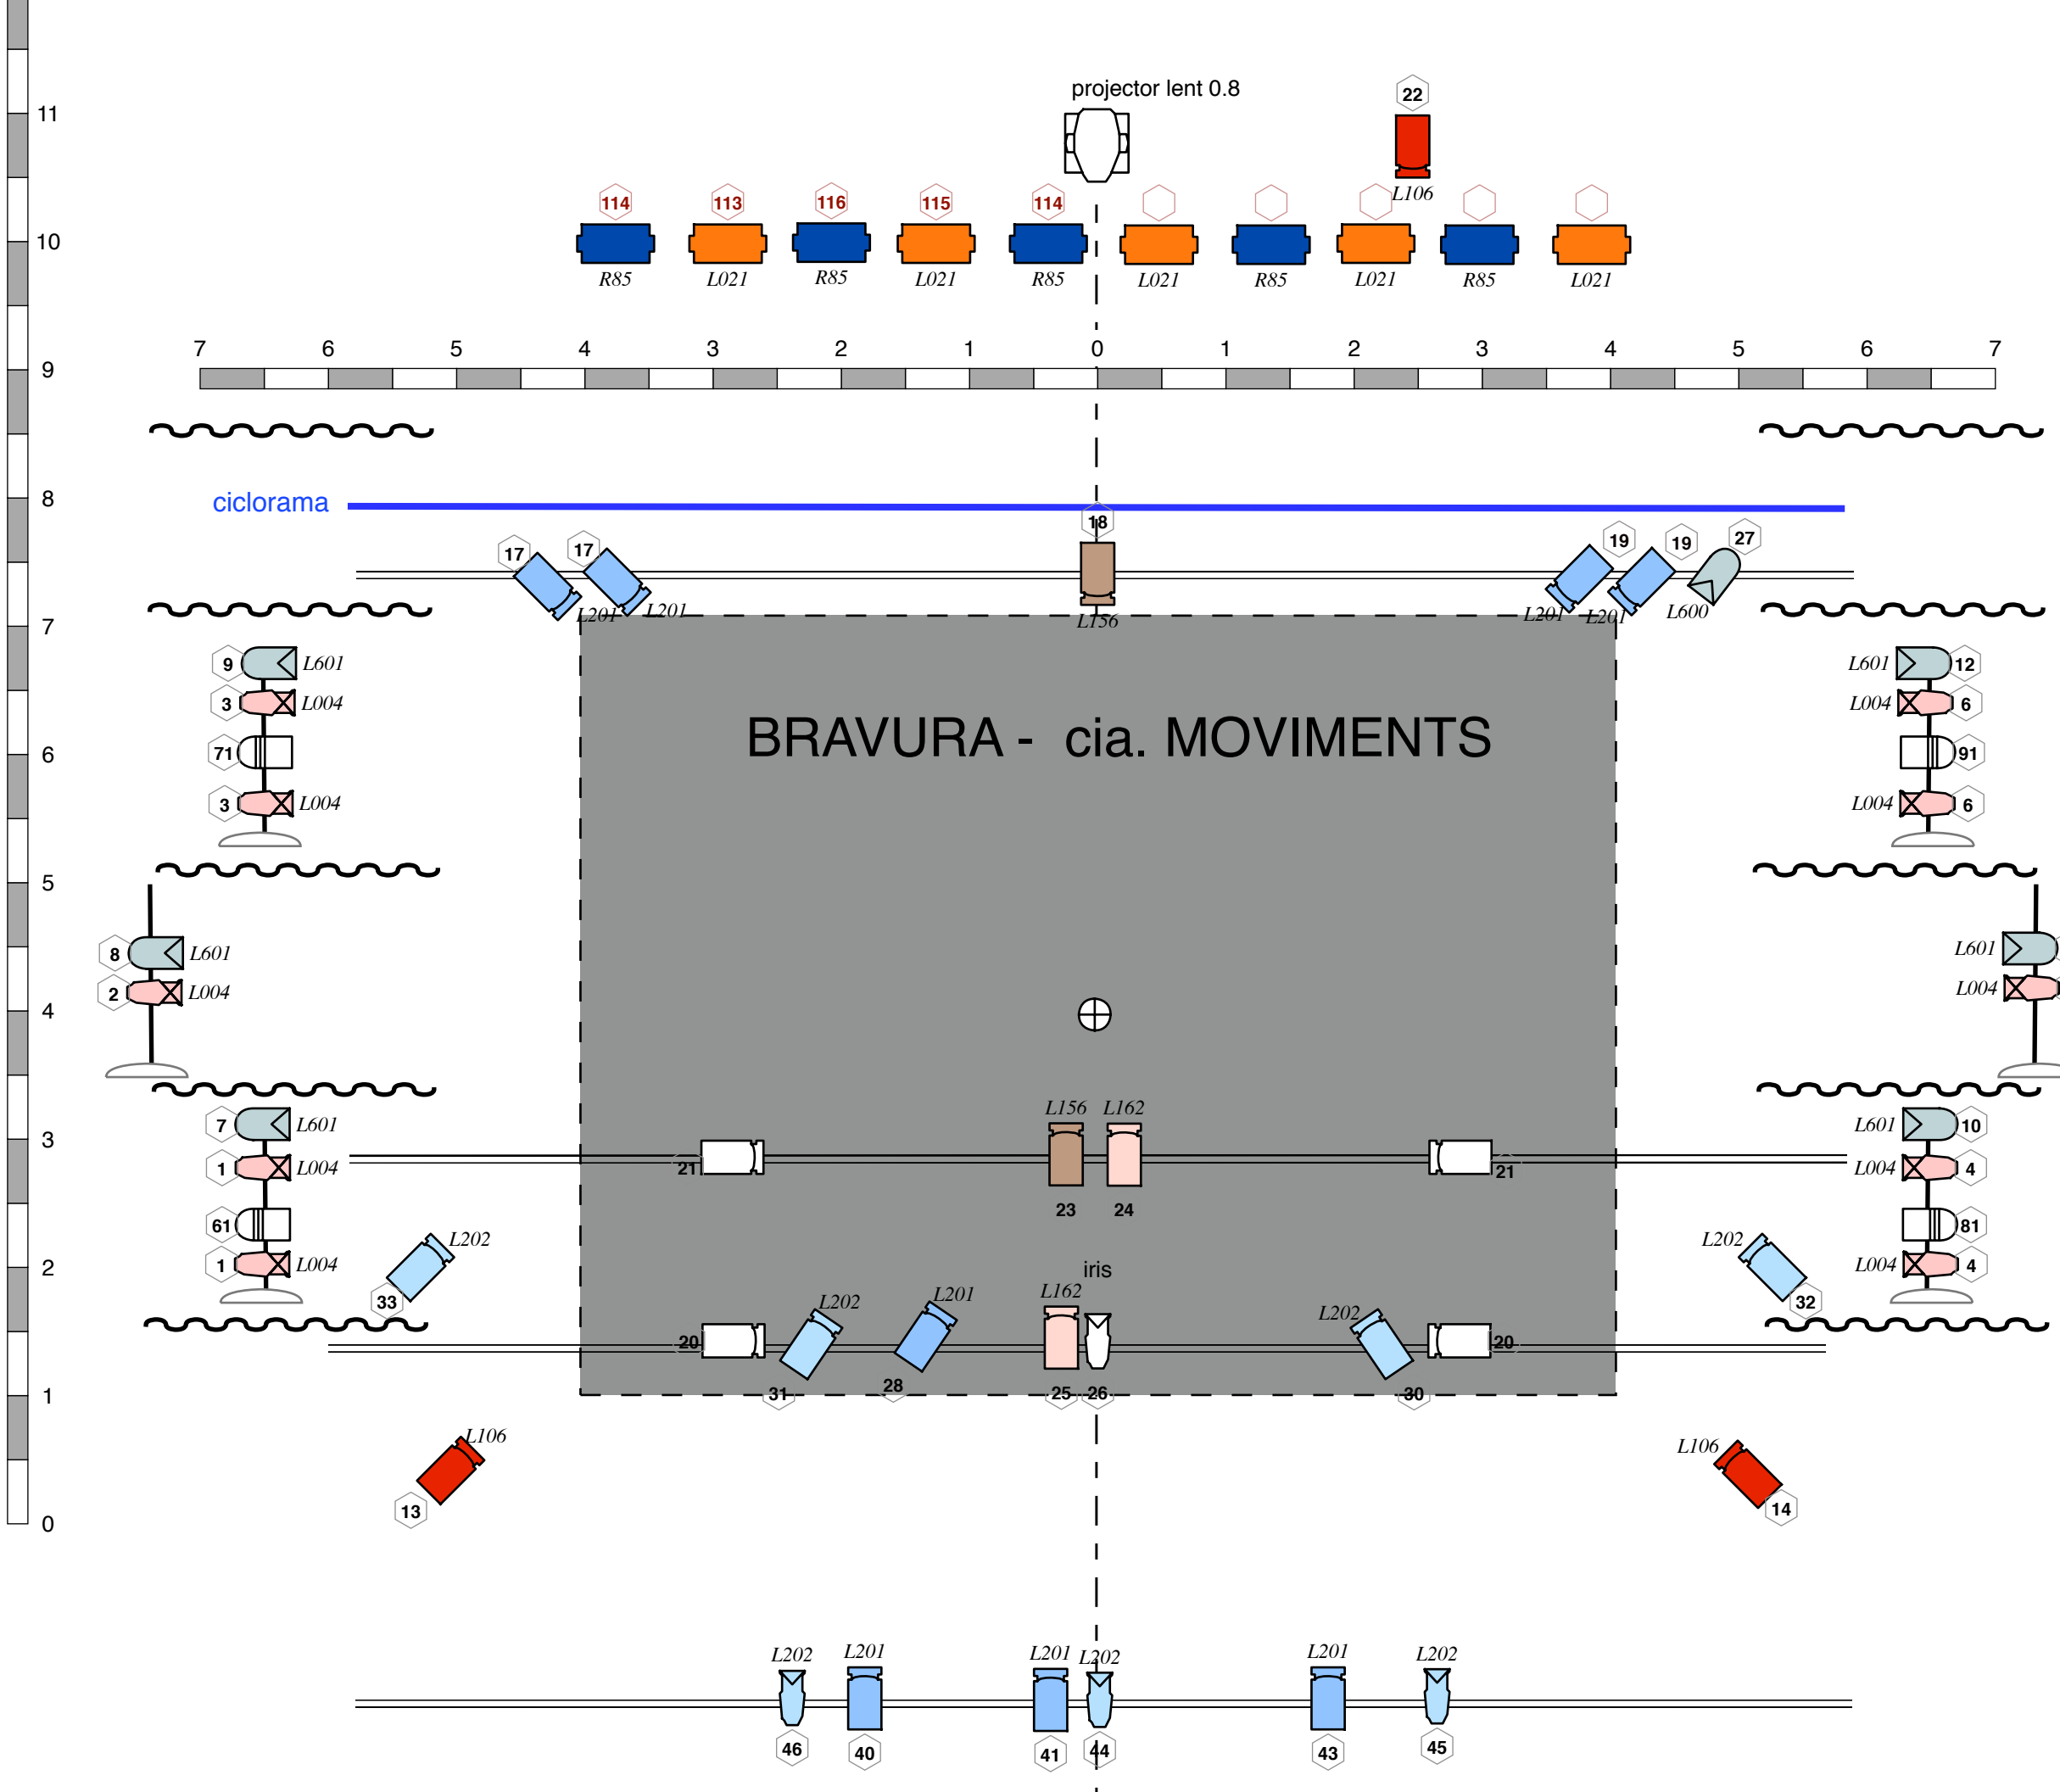 projector lent 0.8
22
11
L106
114 113 116 115 114
10
R85 L021 R85 L021 R85 L021 R85 L021 R85 L021
7 6 5 4 3 2 1 0 1 2 3 4 5 6 7
9
8
ciclorama
18
17 17 19 19 27
L201 L201 L156 L201 L201 L600
7
9 L601 L601 12
3 L004 L004 6
BRAVURA - cia. MOVIMENTS
6
71 91
3 L004 L004 6
5
8 L601 L601
2 L004 L004
4
L156 L162
7 L601 L601 10
3
1 L004 21 21 L004 4
23 24
61 L202 L202 81
2
1 L004 iris L004 4
33 32
L202 L201 L162 L202
20 20
31 28 25 26 30
1
L106 L106
13 14
0
L202 L201 L201 L202 L201 L202
46 40 41 44 43 45